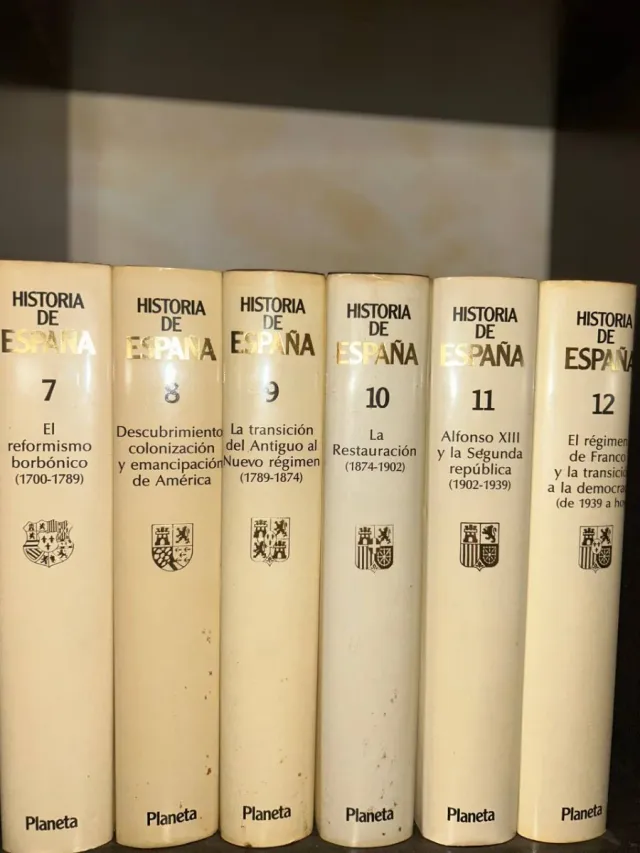 HISTORIA
DE
ESPAÑA
7
El
reformismo
borbónico
(1700-1789)
Planeta
HISTORIA
DE
ESPAÑA
8
Descubrimiento
colonización
y emancipación
de América
Planeta
HISTORIA
DE
ESPAÑA
9
La transición
del Antiguo al
Nuevo régimen
(1789-1874)
Planeta
HISTORIA
DE
ESPAÑA
10
La
Restauración
(1874-1902)
Planeta
HISTORIA
DE
ESPAÑA
11
Alfonso XIII
y la Segunda
república
(1902-1939)
Planeta
HISTORIA
DE
ESPAÑA
12
El régimen
de Franco
y la transici
a la democra
(de 1939 a ho
Planeta